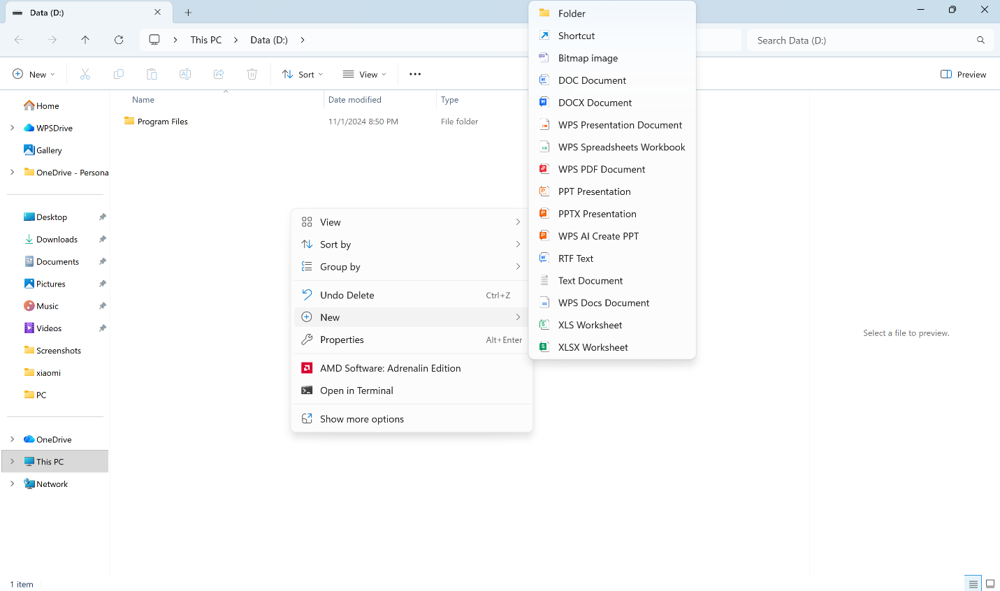 Data (D:)
This PC
Data (D:)
Search Data (D:)
New
Sort
View
Preview
Home
WPSDrive
Gallery
OneDrive - Persona
Desktop
Downloads
Documents
Pictures
Music
Videos
Screenshots
xiaomi
PC
OneDrive
This PC
Network
Name
Date modified
Type
Program Files
11/1/2024 8:50 PM
File folder
View
Sort by
Group by
Undo Delete
Ctrl+Z
New
Properties
Alt+Enter
AMD Software: Adrenalin Edition
Open in Terminal
Show more options
Folder
Shortcut
Bitmap image
DOC Document
DOCX Document
WPS Presentation Document
WPS Spreadsheets Workbook
WPS PDF Document
PPT Presentation
PPTX Presentation
WPS AI Create PPT
RTF Text
Text Document
WPS Docs Document
XLS Worksheet
XLSX Worksheet
Select a file to preview.
1 item